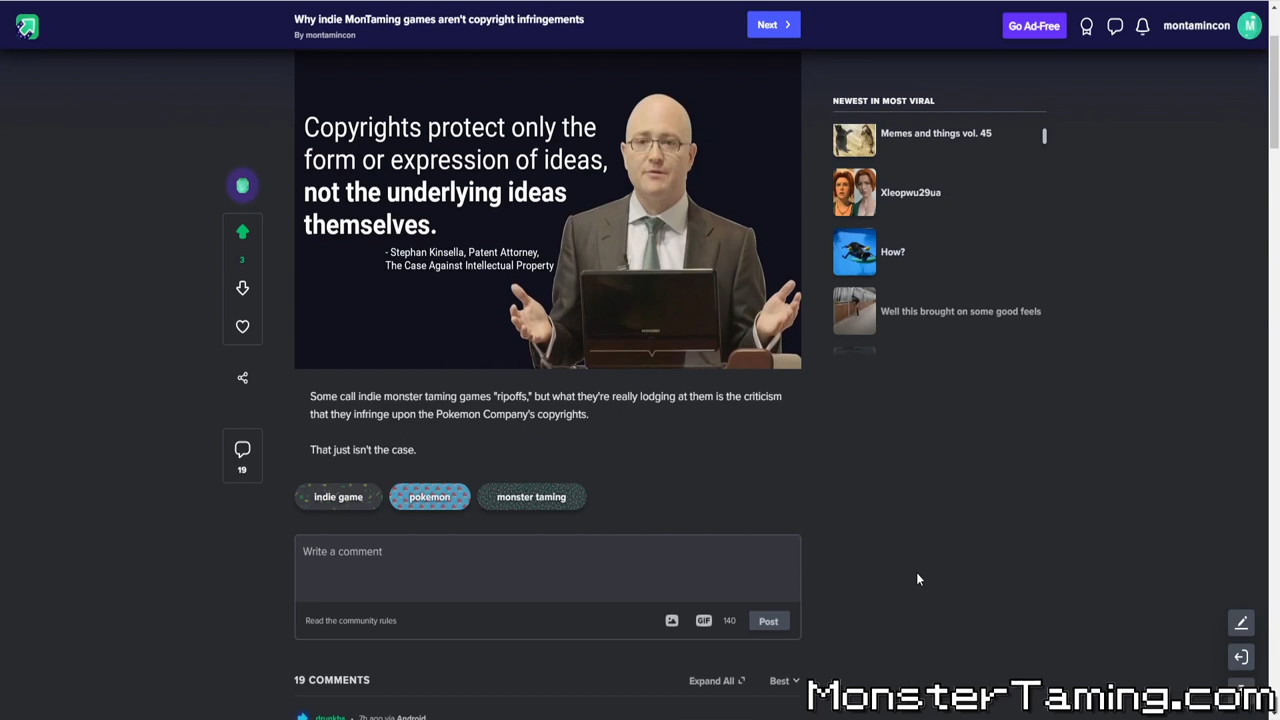 Why indie MonTaming games aren't copyright infringements
By montamincon
Next
Go Ad-Free
montamincon
M
NEWEST IN MOST VIRAL
Memes and things vol. 45
Xleopwu29ua
How?
Well this brought on some good feels
Copyrights protect only the
form or expression of ideas,
not the underlying ideas
themselves.
- Stephan Kinsella, Patent Attorney,
The Case Against Intellectual Property
3
19
Some call indie monster taming games "ripoffs," but what they're really lodging at them is the criticism
that they infringe upon the Pokemon Company's copyrights.
That just isn't the case.
indie game
pokemon
monster taming
Write a comment
Read the community rules
GIF
140
Post
19 COMMENTS
Expand All
Best
drunkhs • 7h ago via Android
MonsterTaming.com